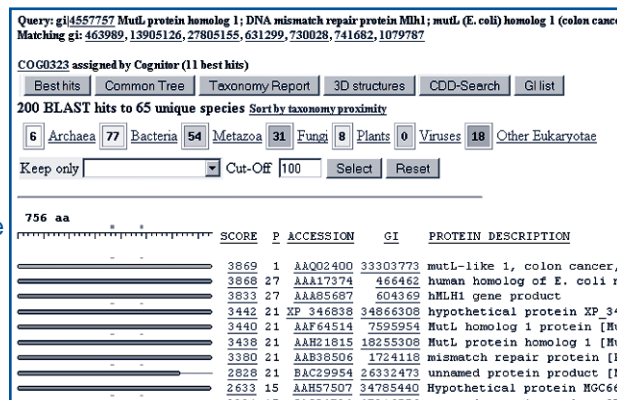 Query: gi|4557757 MutL protein homolog 1; DNA mismatch repair protein Mlh1; mutL (E. coli) homolog 1 (colon cance
Matching gi: 463989, 13905126, 27805155, 631299, 730028, 741682, 1079787
COG0323 assigned by Cognitor (11 best hits)
Best hits Common Tree Taxonomy Report 3D structures CDD-Search GI list
200 BLAST hits to 65 unique species Sort by taxonomy proximity
6 Archaea 77 Bacteria 54 Metazoa 31 Fungi 8 Plants 0 Viruses 18 Other Eukaryotae
Keep only Cut-Off 100 Select Reset
756 aa
SCORE P ACCESSION GI PROTEIN DESCRIPTION
3869 1 AAQ02400 33303773 mutL-like 1, colon cancer,
3868 27 AAA17374 466462 human homolog of E. coli m
3833 27 AAA85687 604369 hMLH1 gene product
3442 21 XP_346838 34866308 hypothetical protein XP_34
3440 21 AAF64514 7595954 MutL homolog 1 protein [Mu
3438 21 AAH21815 18255308 MutL protein homolog 1 [Mu
3380 21 AAB38506 1724118 mismatch repair protein [
2828 21 BAC29954 26332473 unnamed protein product [M
2633 15 AAH57507 34785440 Hypothetical protein MGC66